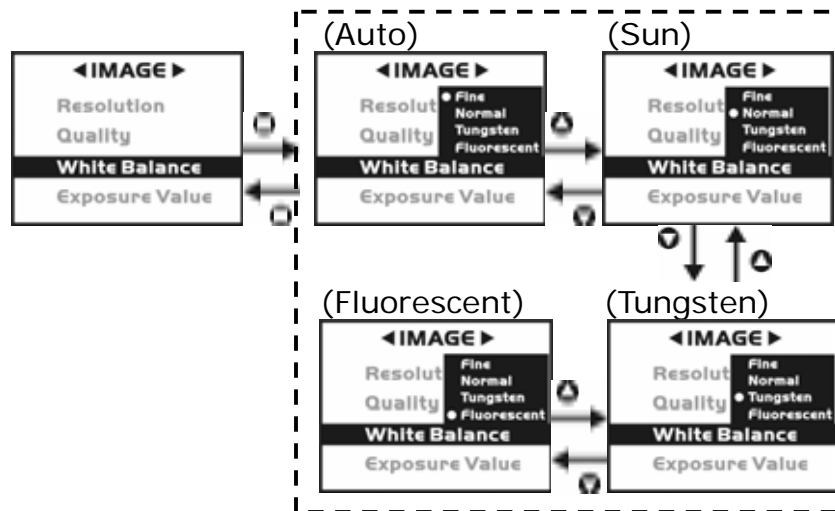 (Auto)
(Sun)
◄IMAGE►
Resolution
Quality
White Balance
Exposure Value
◄IMAGE►
Resolut
Quality
Fine
Normal
Tungsten
Fluorescent
White Balance
Exposure Value
◄IMAGE►
Resolut
Quality
Fine
Normal
Tungsten
Fluorescent
White Balance
Exposure Value
(Fluorescent)
(Tungsten)
◄IMAGE►
Resolut
Quality
Fine
Normal
Tungsten
Fluorescent
White Balance
Exposure Value
◄IMAGE►
Resolut
Quality
Fine
Normal
Tungsten
Fluorescent
White Balance
Exposure Value